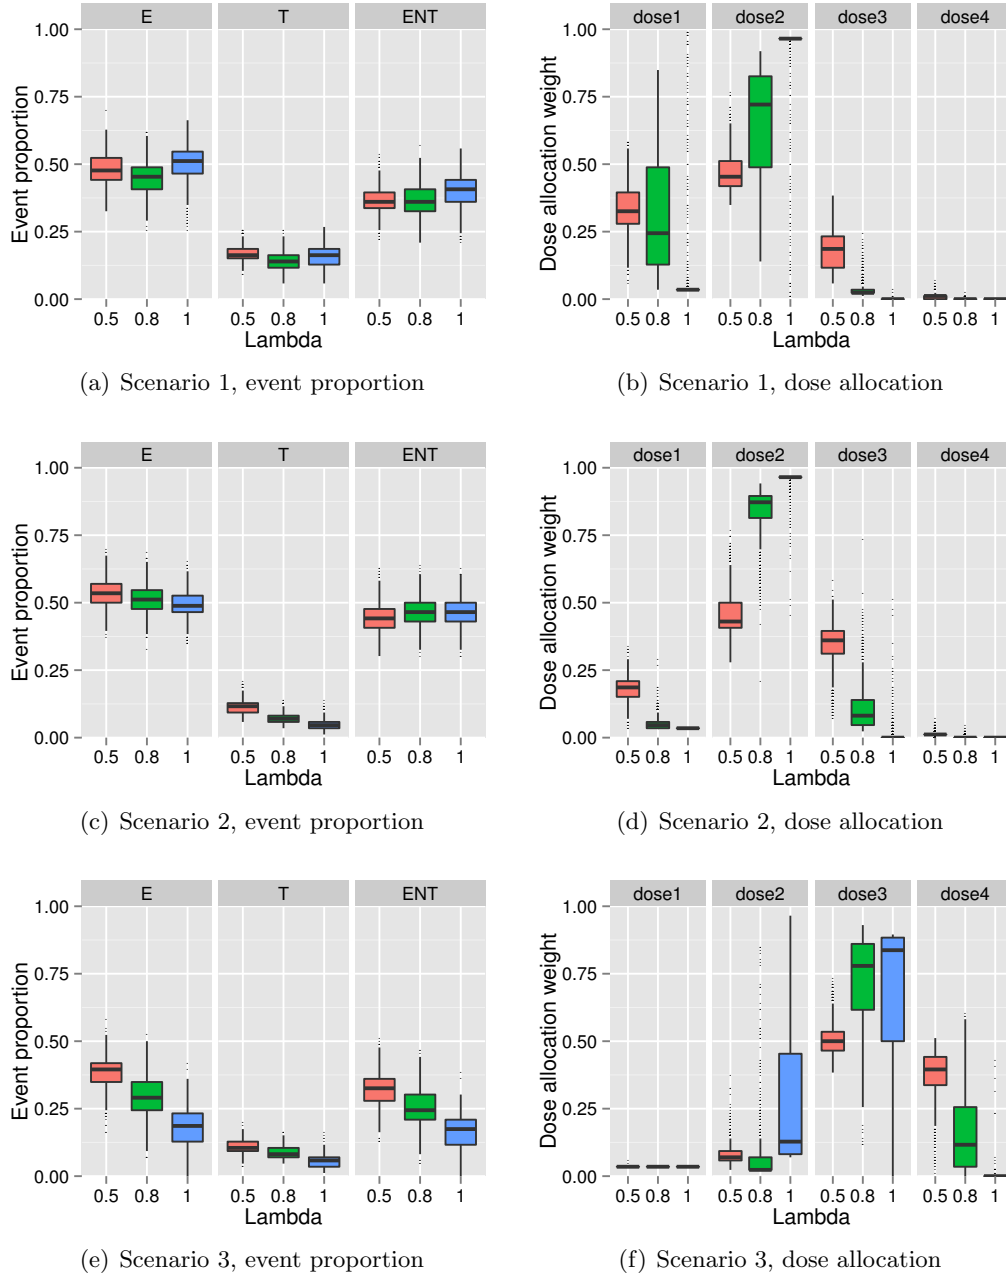 E T ENT
1.00
0.75
0.50
0.25
0.00
Event proportion
0.5 0.8 1 0.5 0.8 1 0.5 0.8 1
Lambda
(a) Scenario 1, event proportion
dose1 dose2 dose3 dose4
1.00
0.75
0.50
0.25
0.00
Dose allocation weight
0.5 0.8 1 0.5 0.8 1 0.5 0.8 1 0.5 0.8 1
Lambda
(b) Scenario 1, dose allocation
E T ENT
1.00
0.75
0.50
0.25
0.00
Event proportion
0.5 0.8 1 0.5 0.8 1 0.5 0.8 1
Lambda
(c) Scenario 2, event proportion
dose1 dose2 dose3 dose4
1.00
0.75
0.50
0.25
0.00
Dose allocation weight
0.5 0.8 1 0.5 0.8 1 0.5 0.8 1 0.5 0.8 1
Lambda
(d) Scenario 2, dose allocation
E T ENT
1.00
0.75
0.50
0.25
0.00
Event proportion
0.5 0.8 1 0.5 0.8 1 0.5 0.8 1
Lambda
(e) Scenario 3, event proportion
dose1 dose2 dose3 dose4
1.00
0.75
0.50
0.25
0.00
Dose allocation weight
0.5 0.8 1 0.5 0.8 1 0.5 0.8 1 0.5 0.8 1
Lambda
(f) Scenario 3, dose allocation